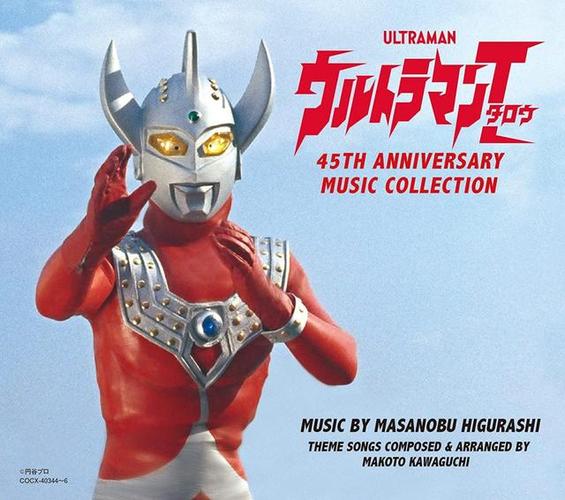 ULTRAMAN
ウルトラマンT
タロウ
45TH ANNIVERSARY
MUSIC COLLECTION
MUSIC BY MASANOBU HIGURASHI
THEME SONGS COMPOSED & ARRANGED BY
MAKOTO KAWAGUCHI
©円谷プロ
COCX-40344~6